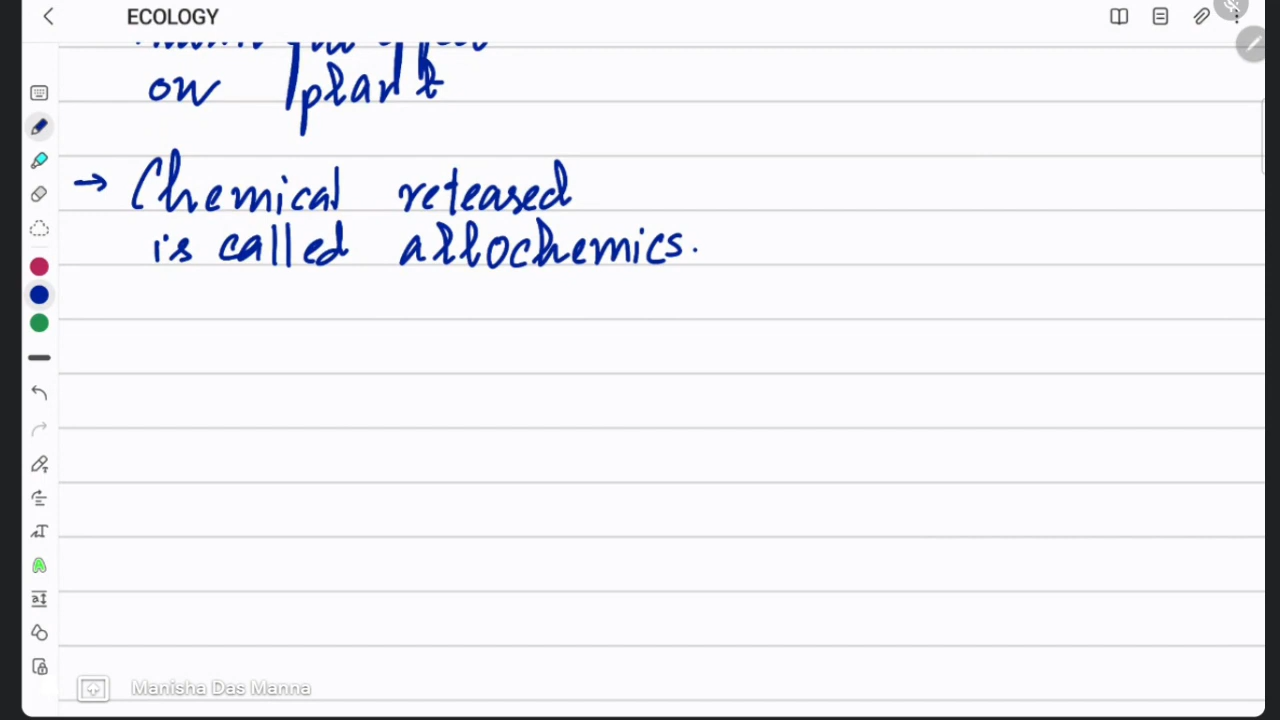 ECOLOGY
on plant
→ Chemical released
is called allochemics.
Manisha Das Manna